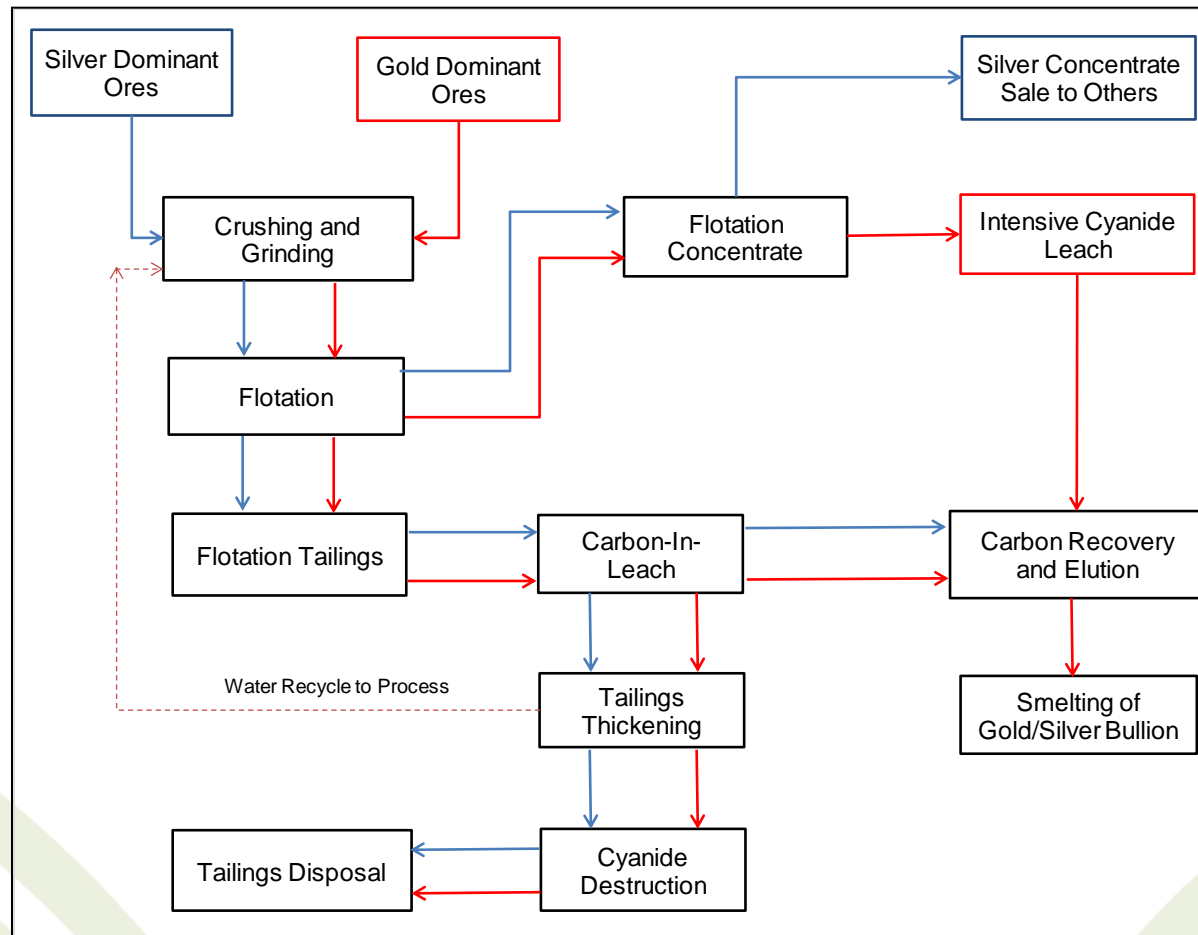 Silver Dominant
Ores
Gold Dominant
Ores
Silver Concentrate
Sale to Others
Crushing and
Grinding
Flotation
Concentrate
Intensive Cyanide
Leach
Flotation
Flotation Tailings
Carbon-In-
Leach
Carbon Recovery
and Elution
Water Recycle to Process
Tailings
Thickening
Smelting of
Gold/Silver Bullion
Tailings Disposal
Cyanide
Destruction